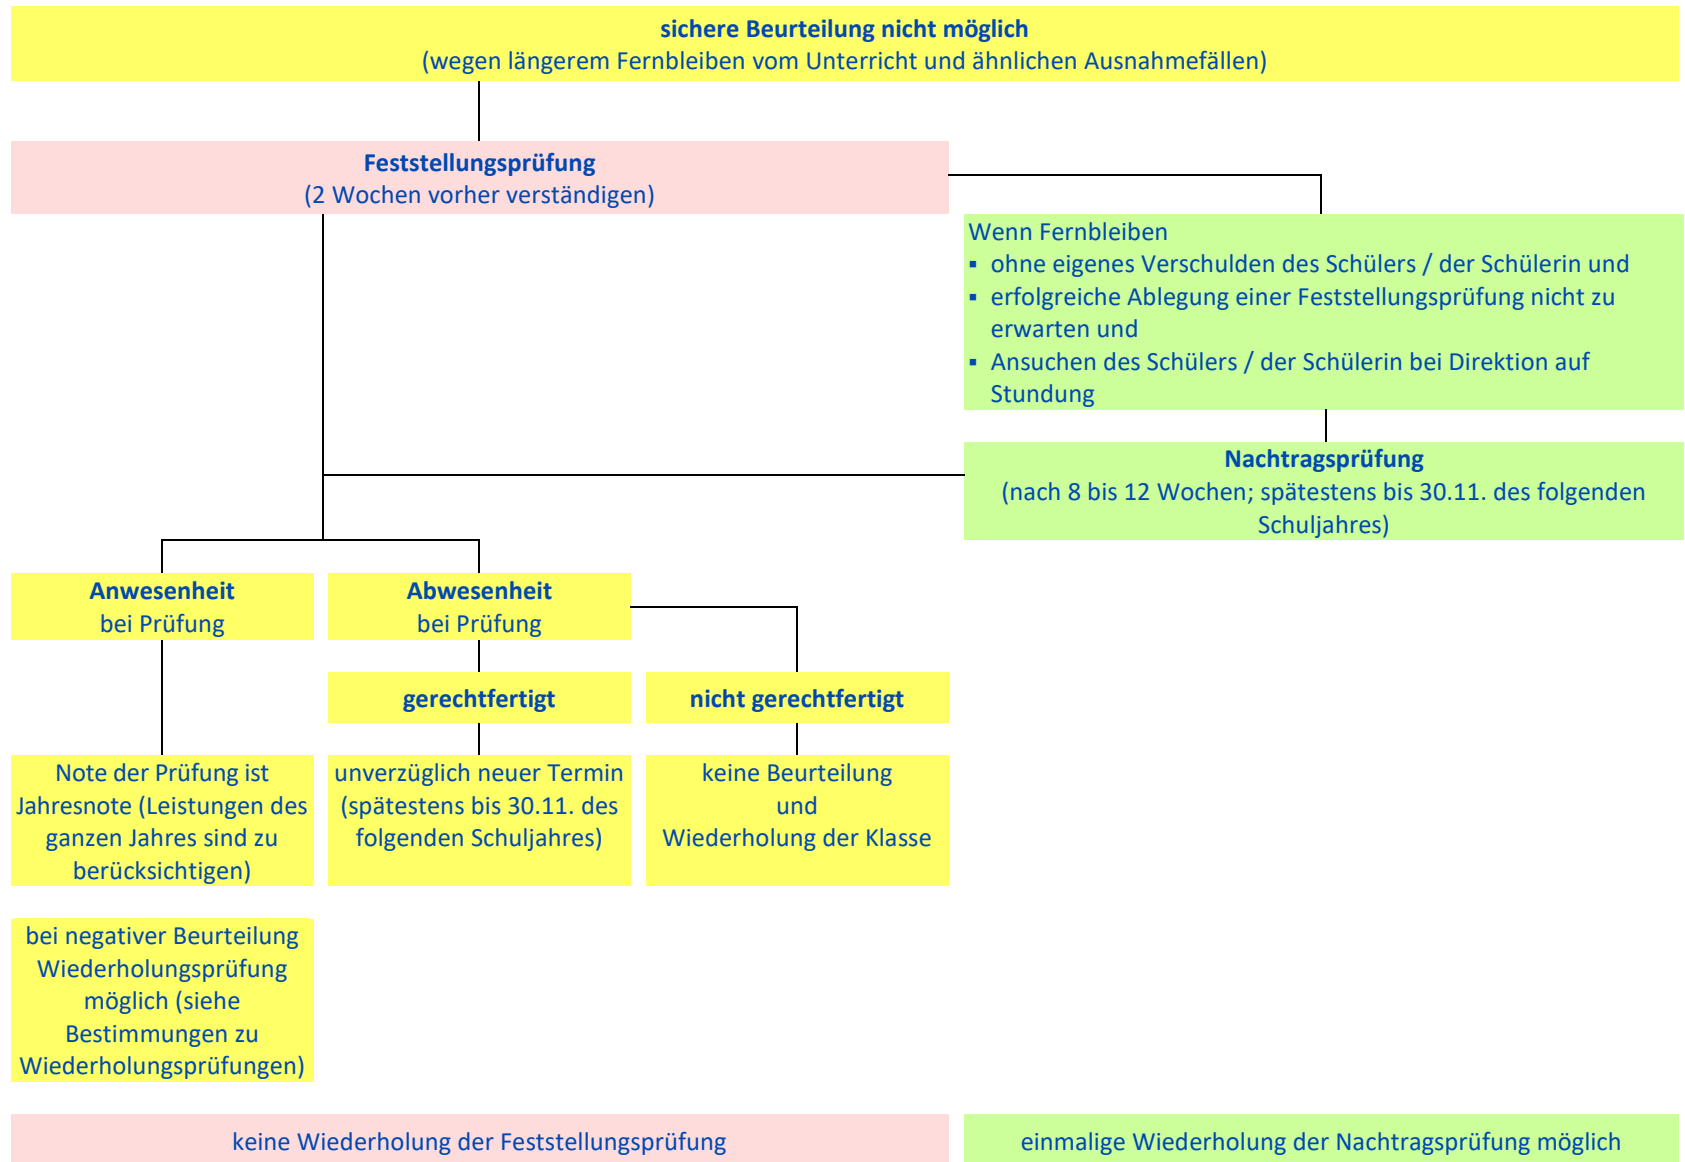 sichere Beurteilung nicht möglich
(wegen längerem Fernbleiben vom Unterricht und ähnlichen Ausnahmefällen)
Feststellungsprüfung
(2 Wochen vorher verständigen)
Wenn Fernbleiben
▪ ohne eigenes Verschulden des Schülers / der Schülerin und
▪ erfolgreiche Ablegung einer Feststellungsprüfung nicht zu
erwarten und
▪ Ansuchen des Schülers / der Schülerin bei Direktion auf
Stundung
Nachtragsprüfung
(nach 8 bis 12 Wochen; spätestens bis 30.11. des folgenden
Schuljahres)
Anwesenheit
bei Prüfung
Abwesenheit
bei Prüfung
gerechtfertigt
nicht gerechtfertigt
Note der Prüfung ist
Jahresnote (Leistungen des
ganzen Jahres sind zu
berücksichtigen)
unverzüglich neuer Termin
(spätestens bis 30.11. des
folgenden Schuljahres)
keine Beurteilung
und
Wiederholung der Klasse
bei negativer Beurteilung
Wiederholungsprüfung
möglich (siehe
Bestimmungen zu
Wiederholungsprüfungen)
keine Wiederholung der Feststellungsprüfung
einmalige Wiederholung der Nachtragsprüfung möglich